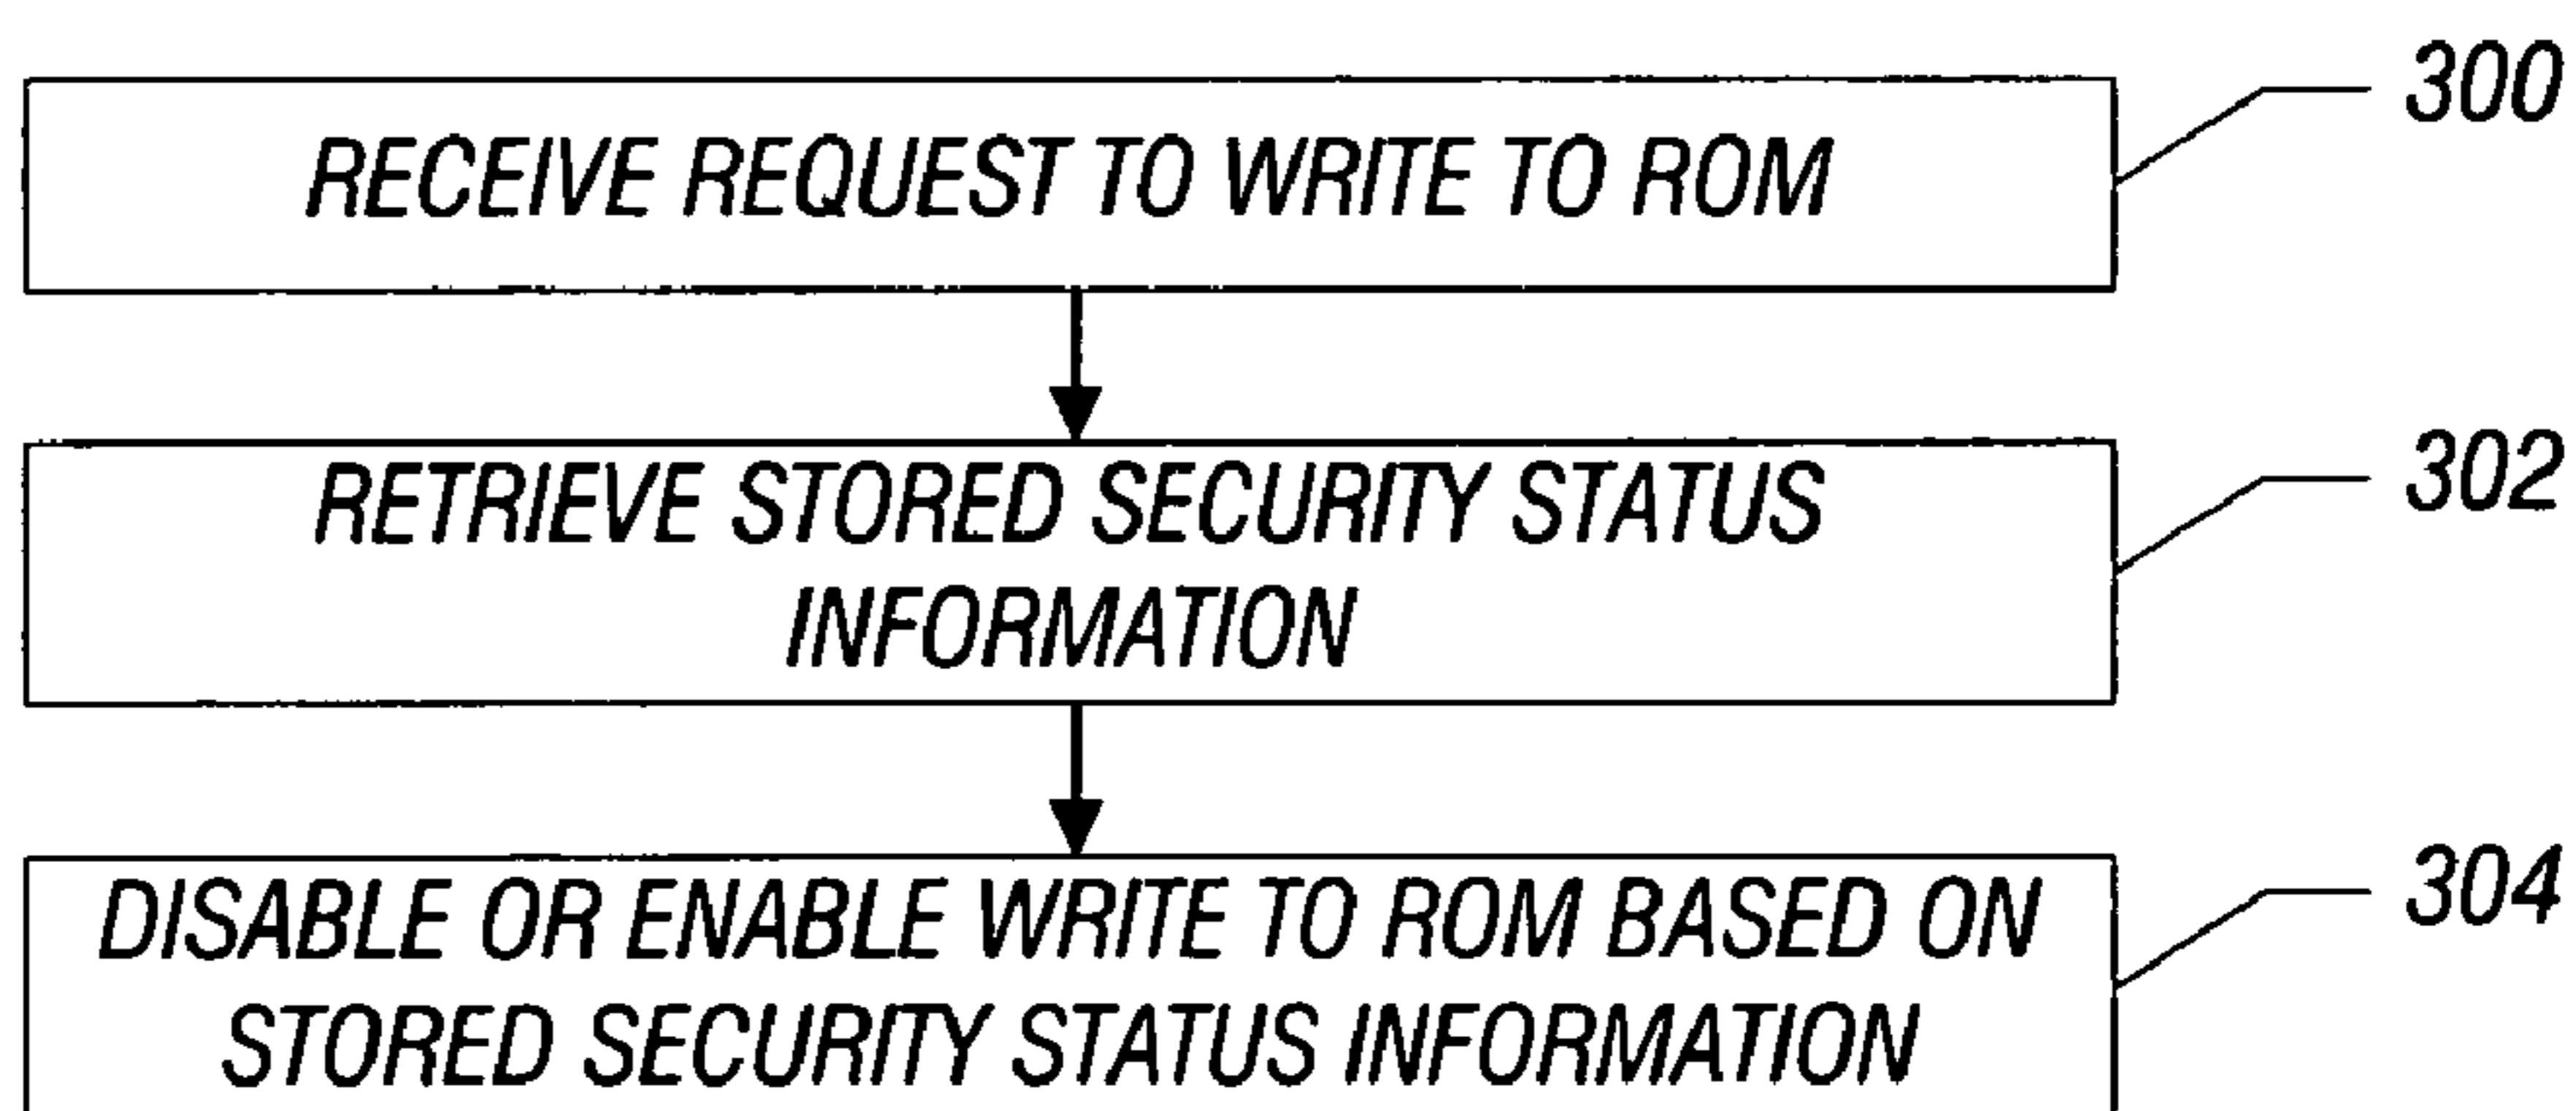 300
RECEIVE REQUEST TO WRITE TO ROM
302
RETRIEVE STORED SECURITY STATUS
INFORMATION
304
DISABLE OR ENABLE WRITE TO ROM BASED ON
STORED SECURITY STATUS INFORMATION